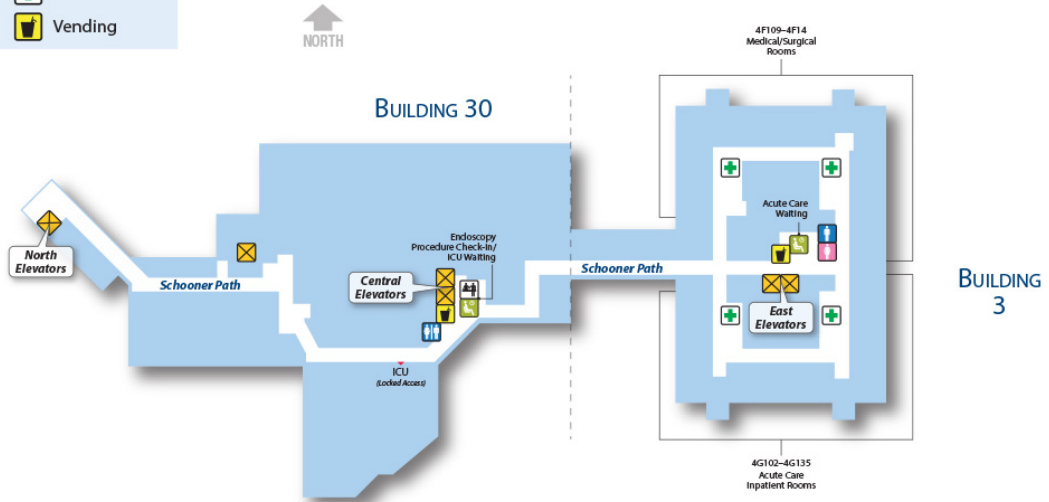 Vending
NORTH
4F109–4F14
Medical/Surgical
Rooms
BUILDING 30
Acute Care
Waiting
Endoscopy
Procedure Check-in/
ICU Waiting
North
Elevators
Schooner Path
Central
Elevators
Schooner Path
BUILDING
3
East
Elevators
ICU
(Locked Access)
4G102–4G135
Acute Care
Inpatient Rooms